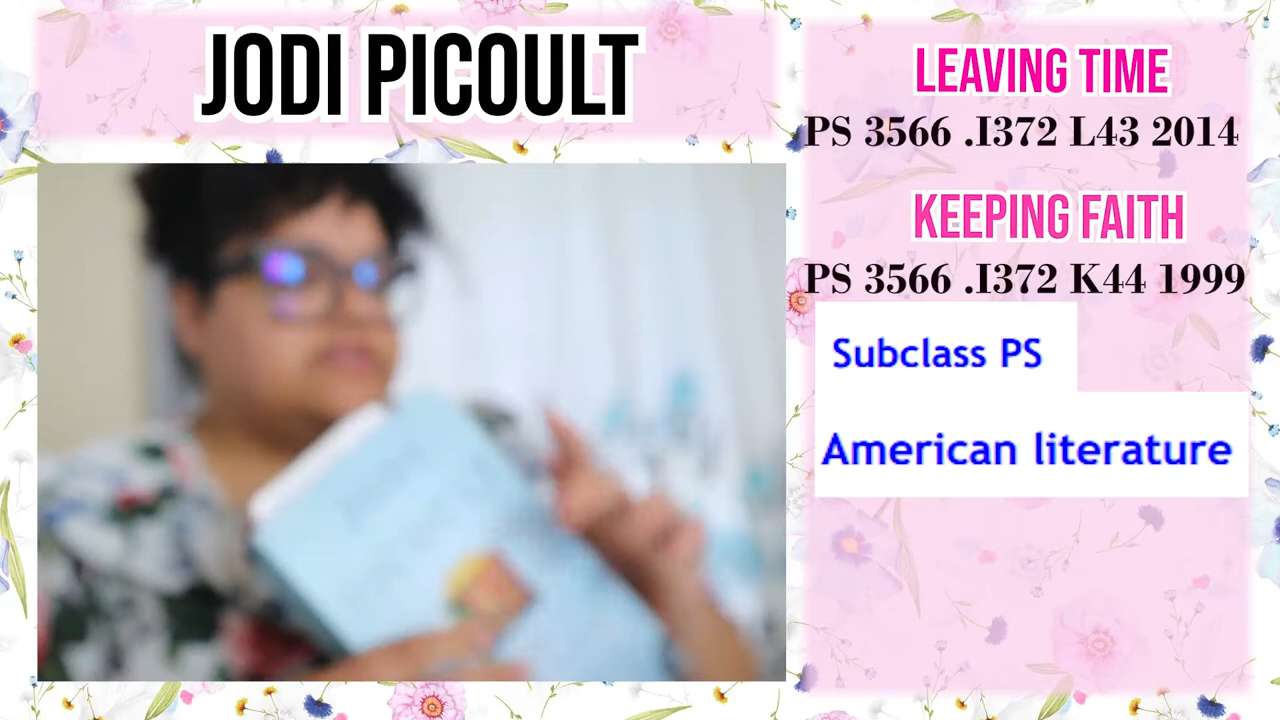 JODI PICOULT
LEAVING TIME
PS 3566 .I372 L43 2014
KEEPING FAITH
PS 3566 .I372 K44 1999
Subclass PS
American literature